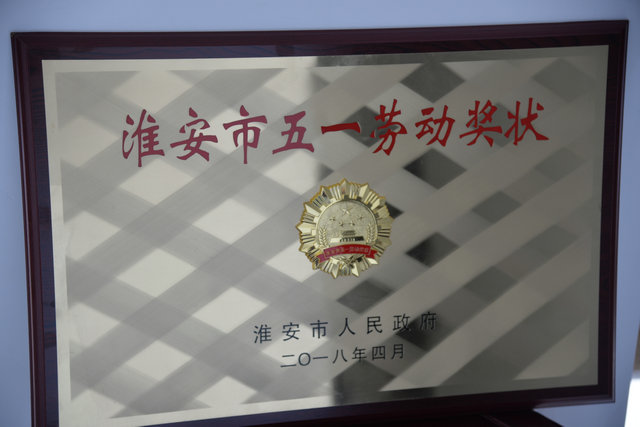 淮安市五一劳动奖状
淮安市人民政府
二〇一八年四月